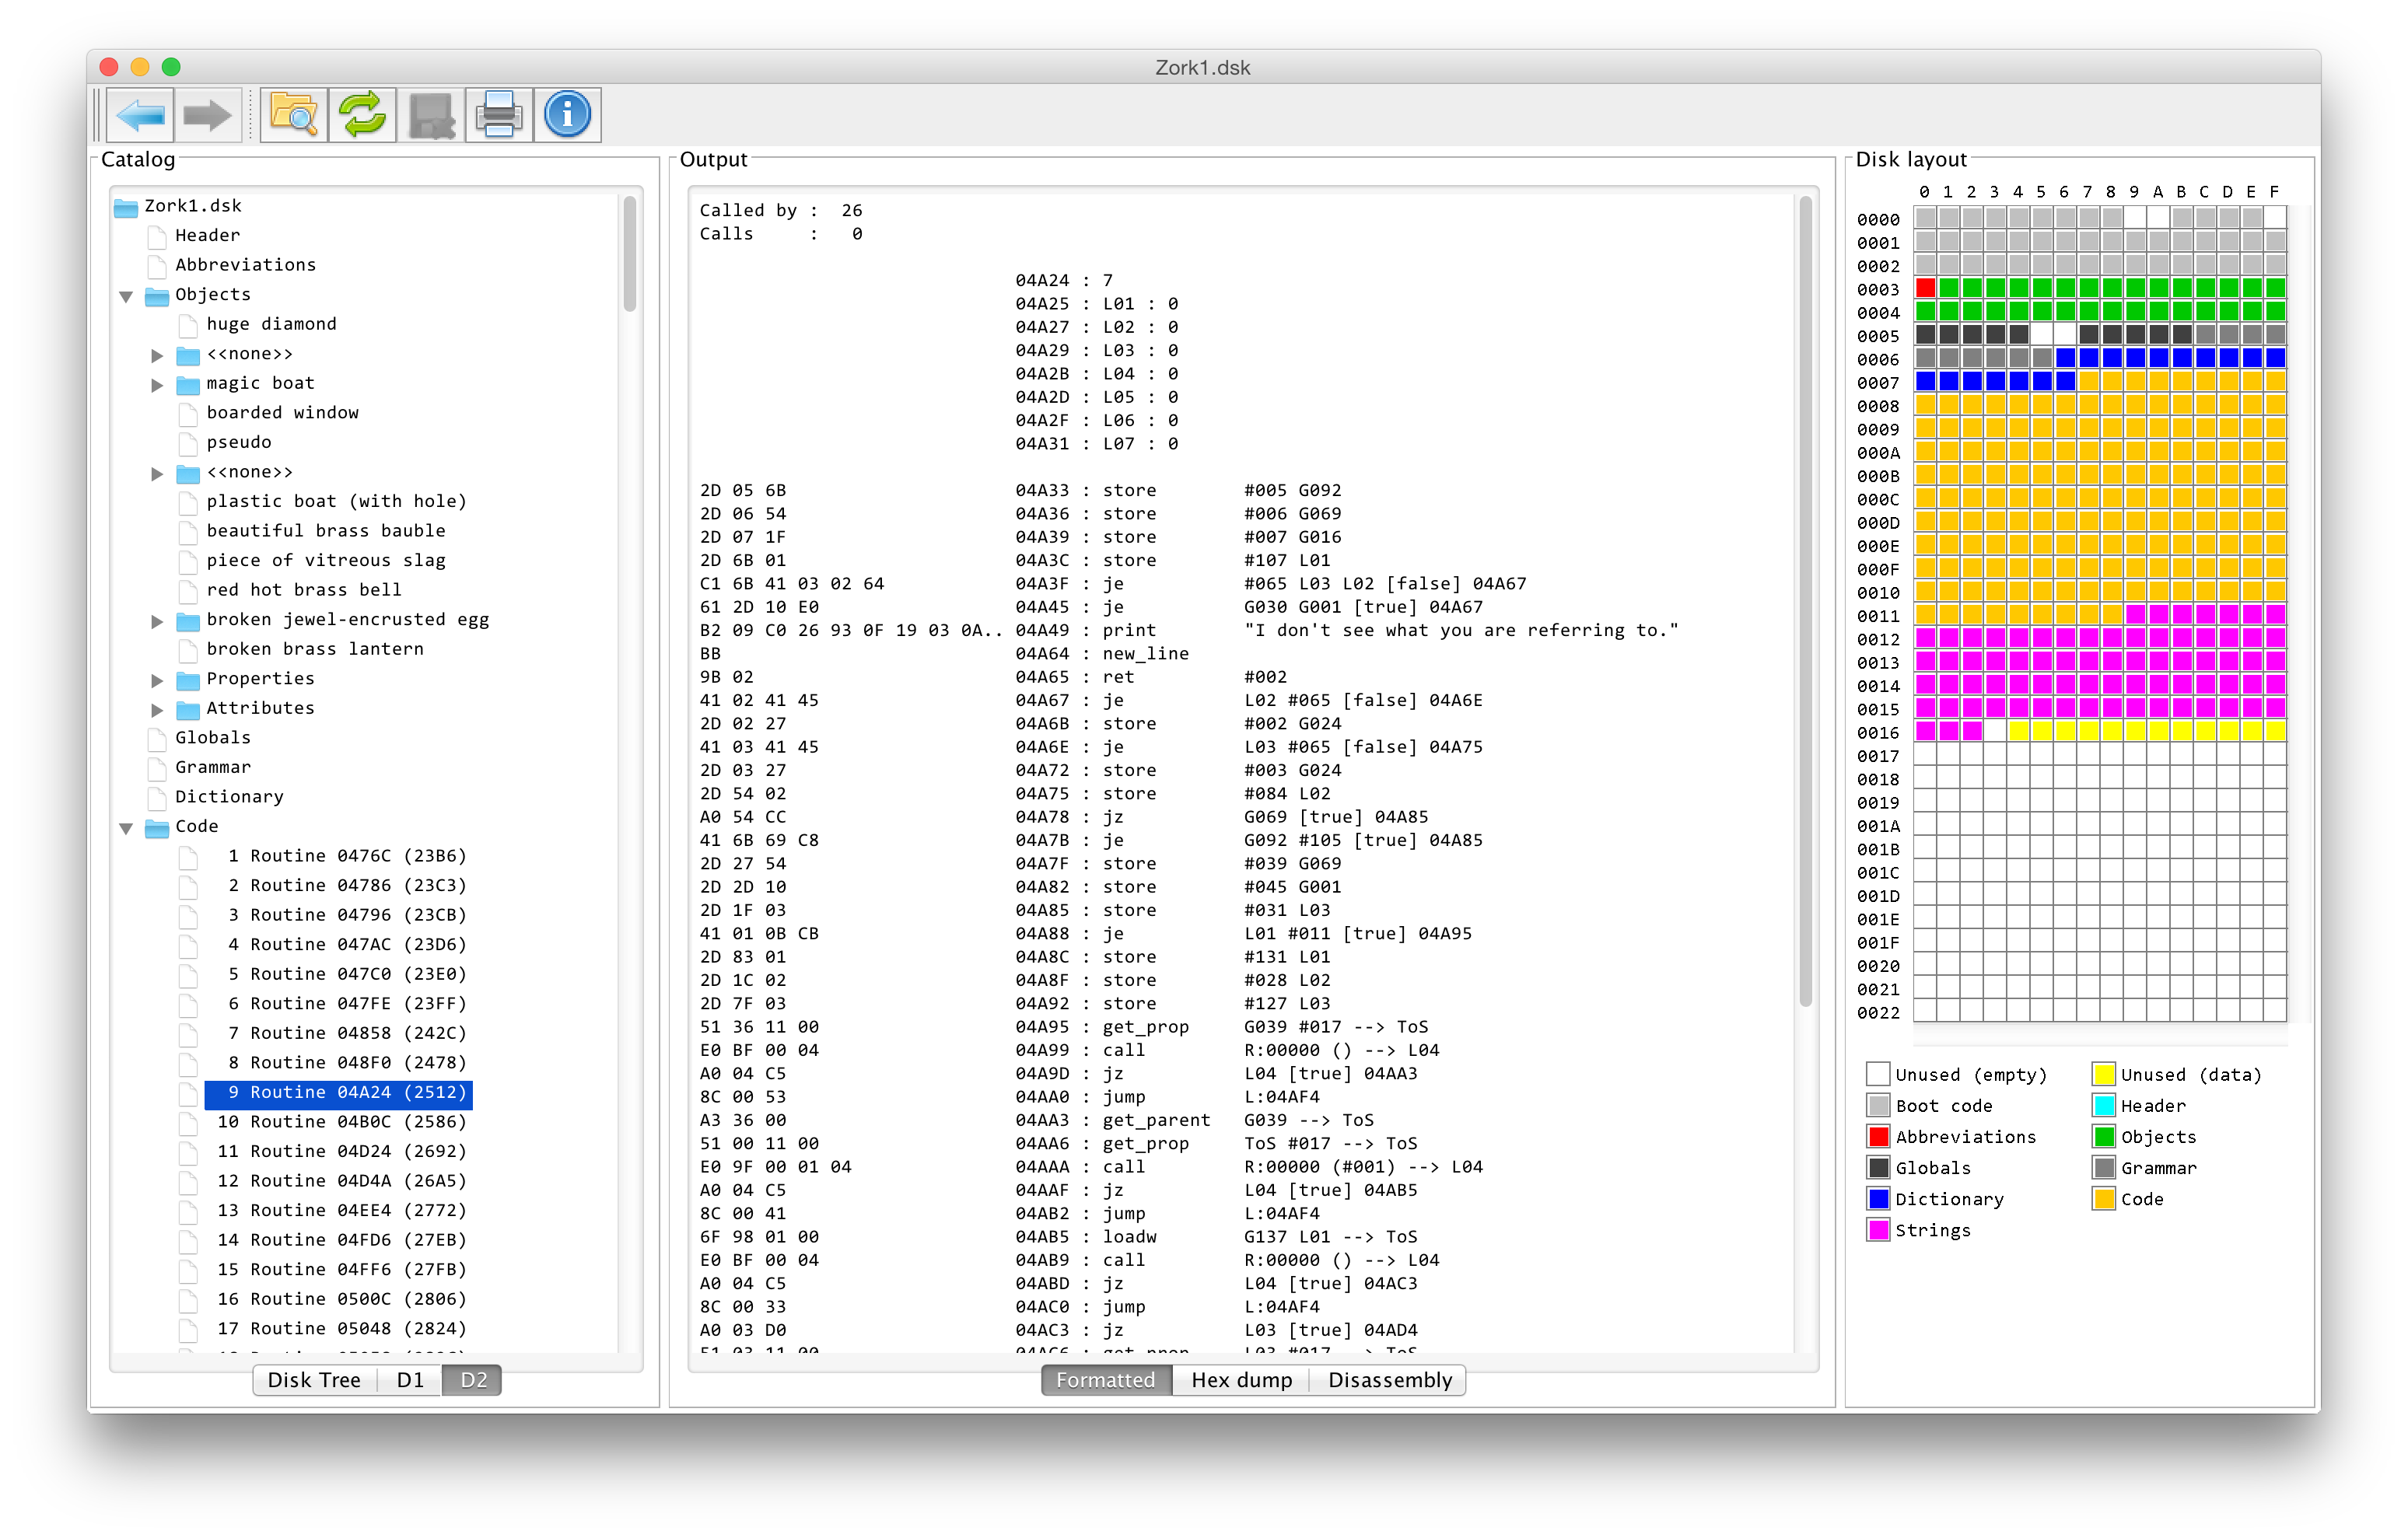 Zork1.dsk
Catalog
Zork1.dsk
Header
Abbreviations
Objects
huge diamond
<<none>>
magic boat
boarded window
pseudo
<<none>>
plastic boat (with hole)
beautiful brass bauble
piece of vitreous slag
red hot brass bell
broken jewel-encrusted egg
broken brass lantern
Properties
Attributes
Globals
Grammar
Dictionary
Code
1 Routine 0476C (23B6)
2 Routine 04786 (23C3)
3 Routine 04796 (23CB)
4 Routine 047AC (23D6)
5 Routine 047C0 (23E0)
6 Routine 047FE (23FF)
7 Routine 04858 (242C)
8 Routine 048F0 (2478)
9 Routine 04A24 (2512)
10 Routine 04B0C (2586)
11 Routine 04D24 (2692)
12 Routine 04D4A (26A5)
13 Routine 04EE4 (2772)
14 Routine 04FD6 (27EB)
15 Routine 04FF6 (27FB)
16 Routine 0500C (2806)
17 Routine 05048 (2824)
Disk Tree D1 D2
Output
Called by : 26
Calls : 0
04A24 : 7
04A25 : L01 : 0
04A27 : L02 : 0
04A29 : L03 : 0
04A2B : L04 : 0
04A2D : L05 : 0
04A2F : L06 : 0
04A31 : L07 : 0
2D 05 6B 04A33 : store #005 G092
2D 06 54 04A36 : store #006 G069
2D 07 1F 04A39 : store #007 G016
2D 6B 01 04A3C : store #107 L01
C1 6B 41 03 02 64 04A3F : je #065 L03 L02 [false] 04A67
61 2D 10 E0 04A45 : je G030 G001 [true] 04A67
B2 09 C0 26 93 0F 19 03 0A.. 04A49 : print "I don't see what you are referring to."
BB 04A64 : new_line
9B 02 04A65 : ret #002
41 02 41 45 04A67 : je L02 #065 [false] 04A6E
2D 02 27 04A6B : store #002 G024
41 03 41 45 04A6E : je L03 #065 [false] 04A75
2D 03 27 04A72 : store #003 G024
2D 54 02 04A75 : store #084 L02
A0 54 CC 04A78 : jz G069 [true] 04A85
41 6B 69 C8 04A7B : je G092 #105 [true] 04A85
2D 27 54 04A7F : store #039 G069
2D 2D 10 04A82 : store #045 G001
2D 1F 03 04A85 : store #031 L03
41 01 0B CB 04A88 : je L01 #011 [true] 04A95
2D 83 01 04A8C : store #131 L01
2D 1C 02 04A8F : store #028 L02
2D 7F 03 04A92 : store #127 L03
51 36 11 00 04A95 : get_prop G039 #017 --> ToS
E0 BF 00 04 04A99 : call R:00000 () --> L04
A0 04 C5 04A9D : jz L04 [true] 04AA3
8C 00 53 04AA0 : jump L:04AF4
A3 36 00 04AA3 : get_parent G039 --> ToS
51 00 11 00 04AA6 : get_prop ToS #017 --> ToS
E0 9F 00 01 04 04AAA : call R:00000 (#001) --> L04
A0 04 C5 04AAF : jz L04 [true] 04AB5
8C 00 41 04AB2 : jump L:04AF4
6F 98 01 00 04AB5 : loadw G137 L01 --> ToS
E0 BF 00 04 04AB9 : call R:00000 () --> L04
A0 04 C5 04ABD : jz L04 [true] 04AC3
8C 00 33 04AC0 : jump L:04AF4
A0 03 D0 04AC3 : jz L03 [true] 04AD4
Formatted Hex dump Disassembly
Disk layout
0 1 2 3 4 5 6 7 8 9 A B C D E F
0000
0001
0002
0003
0004
0005
0006
0007
0008
0009
000A
000B
000C
000D
000E
000F
0010
0011
0012
0013
0014
0015
0016
0017
0018
0019
001A
001B
001C
001D
001E
001F
0020
0021
0022
Unused (empty) Unused (data)
Boot code Header
Abbreviations Objects
Globals Grammar
Dictionary Code
Strings